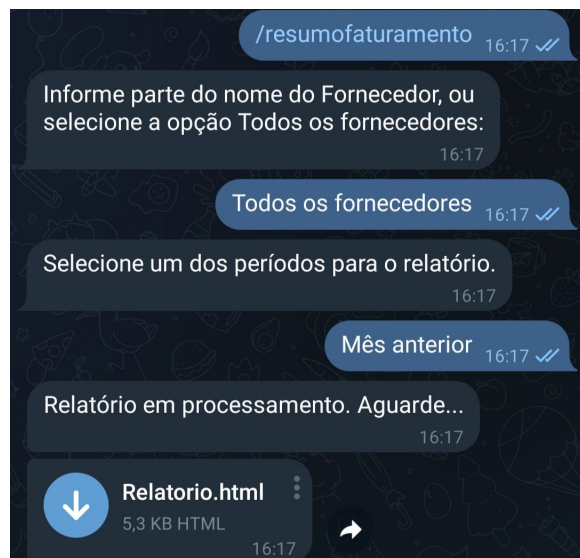 /resumofaturamento 16:17
Informe parte do nome do Fornecedor, ou
selecione a opção Todos os fornecedores:
16:17
Todos os fornecedores 16:17
Selecione um dos períodos para o relatório.
16:17
Mês anterior 16:17
Relatório em processamento. Aguarde...
16:17
Relatorio.html
5,3 KB HTML
16:17